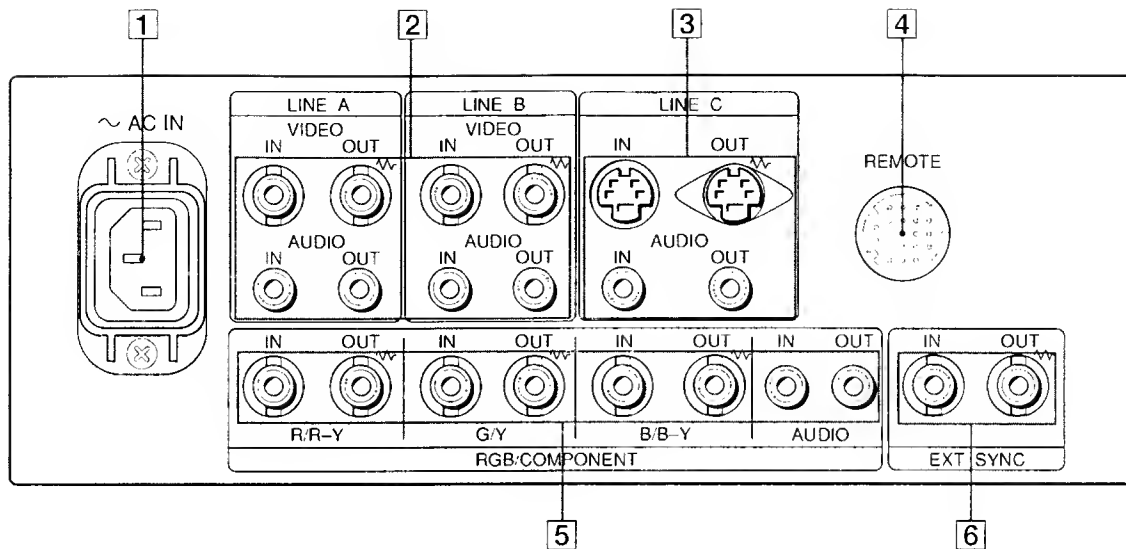 1 2 3 4
LINE A LINE B LINE C
∼ AC IN
VIDEO VIDEO
IN OUT IN OUT IN OUT
REMOTE
AUDIO AUDIO AUDIO
IN OUT IN OUT IN OUT
IN OUT IN OUT IN OUT IN OUT IN OUT
R/R–Y G/Y B/B–Y AUDIO
RGB/COMPONENT EXT SYNC
5 6